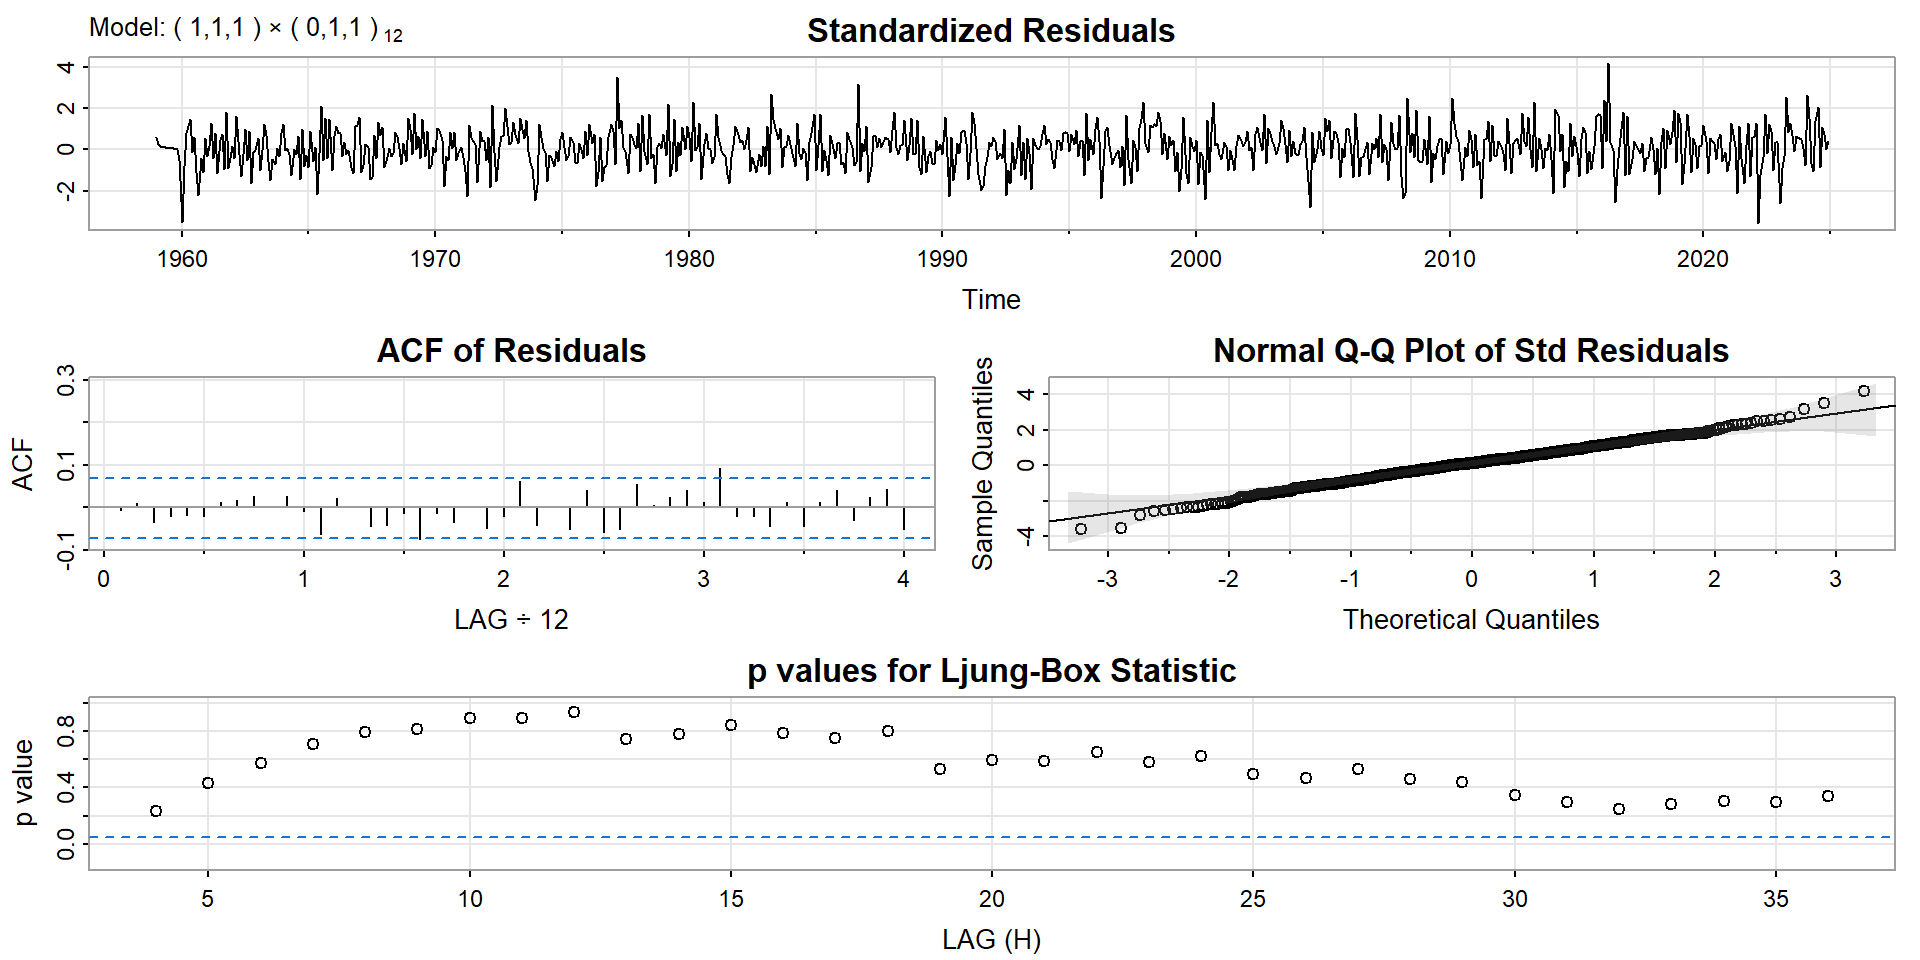 Model: ( 1,1,1 ) × ( 0,1,1 ) 12
Standardized Residuals
4
2
0
-2
1960 1970 1980 1990 2000 2010 2020
Time
ACF of Residuals
ACF
0.3
0.1
-0.1
0 1 2 3 4
LAG ÷ 12
Normal Q-Q Plot of Std Residuals
Sample Quantiles
4
2
0
-4
-3 -2 -1 0 1 2 3
Theoretical Quantiles
p values for Ljung-Box Statistic
p value
0.8
0.4
0.0
5 10 15 20 25 30 35
LAG (H)